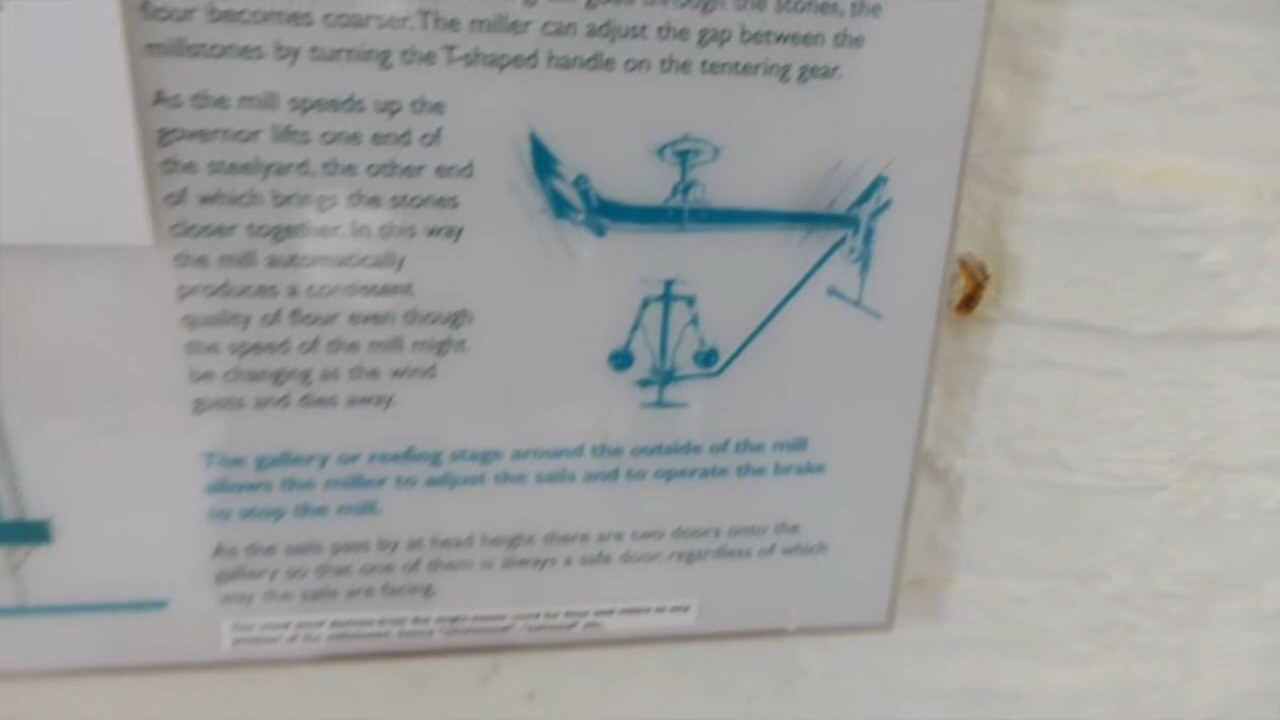 through the stones, the
flour becomes coarser. The miller can adjust the gap between the
millstones by turning the T-shaped handle on the tentering gear.
As the mill speeds up the
governor lifts one end of
the steelyard, the other end
of which brings the stones
closer together. In this way
the mill automatically
produces a consistent
quality of flour even though
the speed of the mill might
be changing as the wind
gusts and dies away.
The gallery or reefing stage around the outside of the mill
allows the miller to adjust the sails and to operate the brake
to stop the mill.
As the sails pass by at head height there are two doors onto the
gallery so that one of them is always a safe door, regardless of which
way the sails are facing.